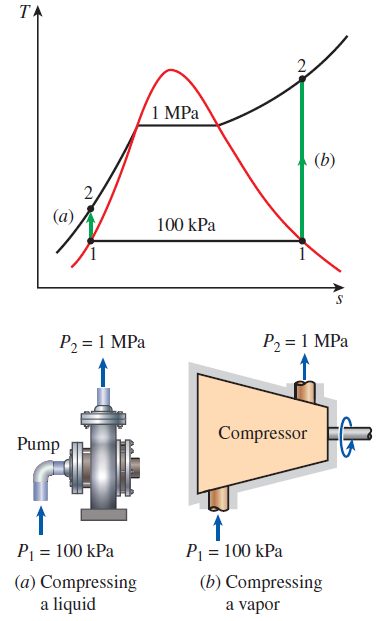 T
2
1 MPa
(b)
2
(a)
100 kPa
1
1
s
P₂ = 1 MPa
P₂ = 1 MPa
Compressor
Pump
P₁ = 100 kPa
P₁ = 100 kPa
(a) Compressing
a liquid
(b) Compressing
a vapor